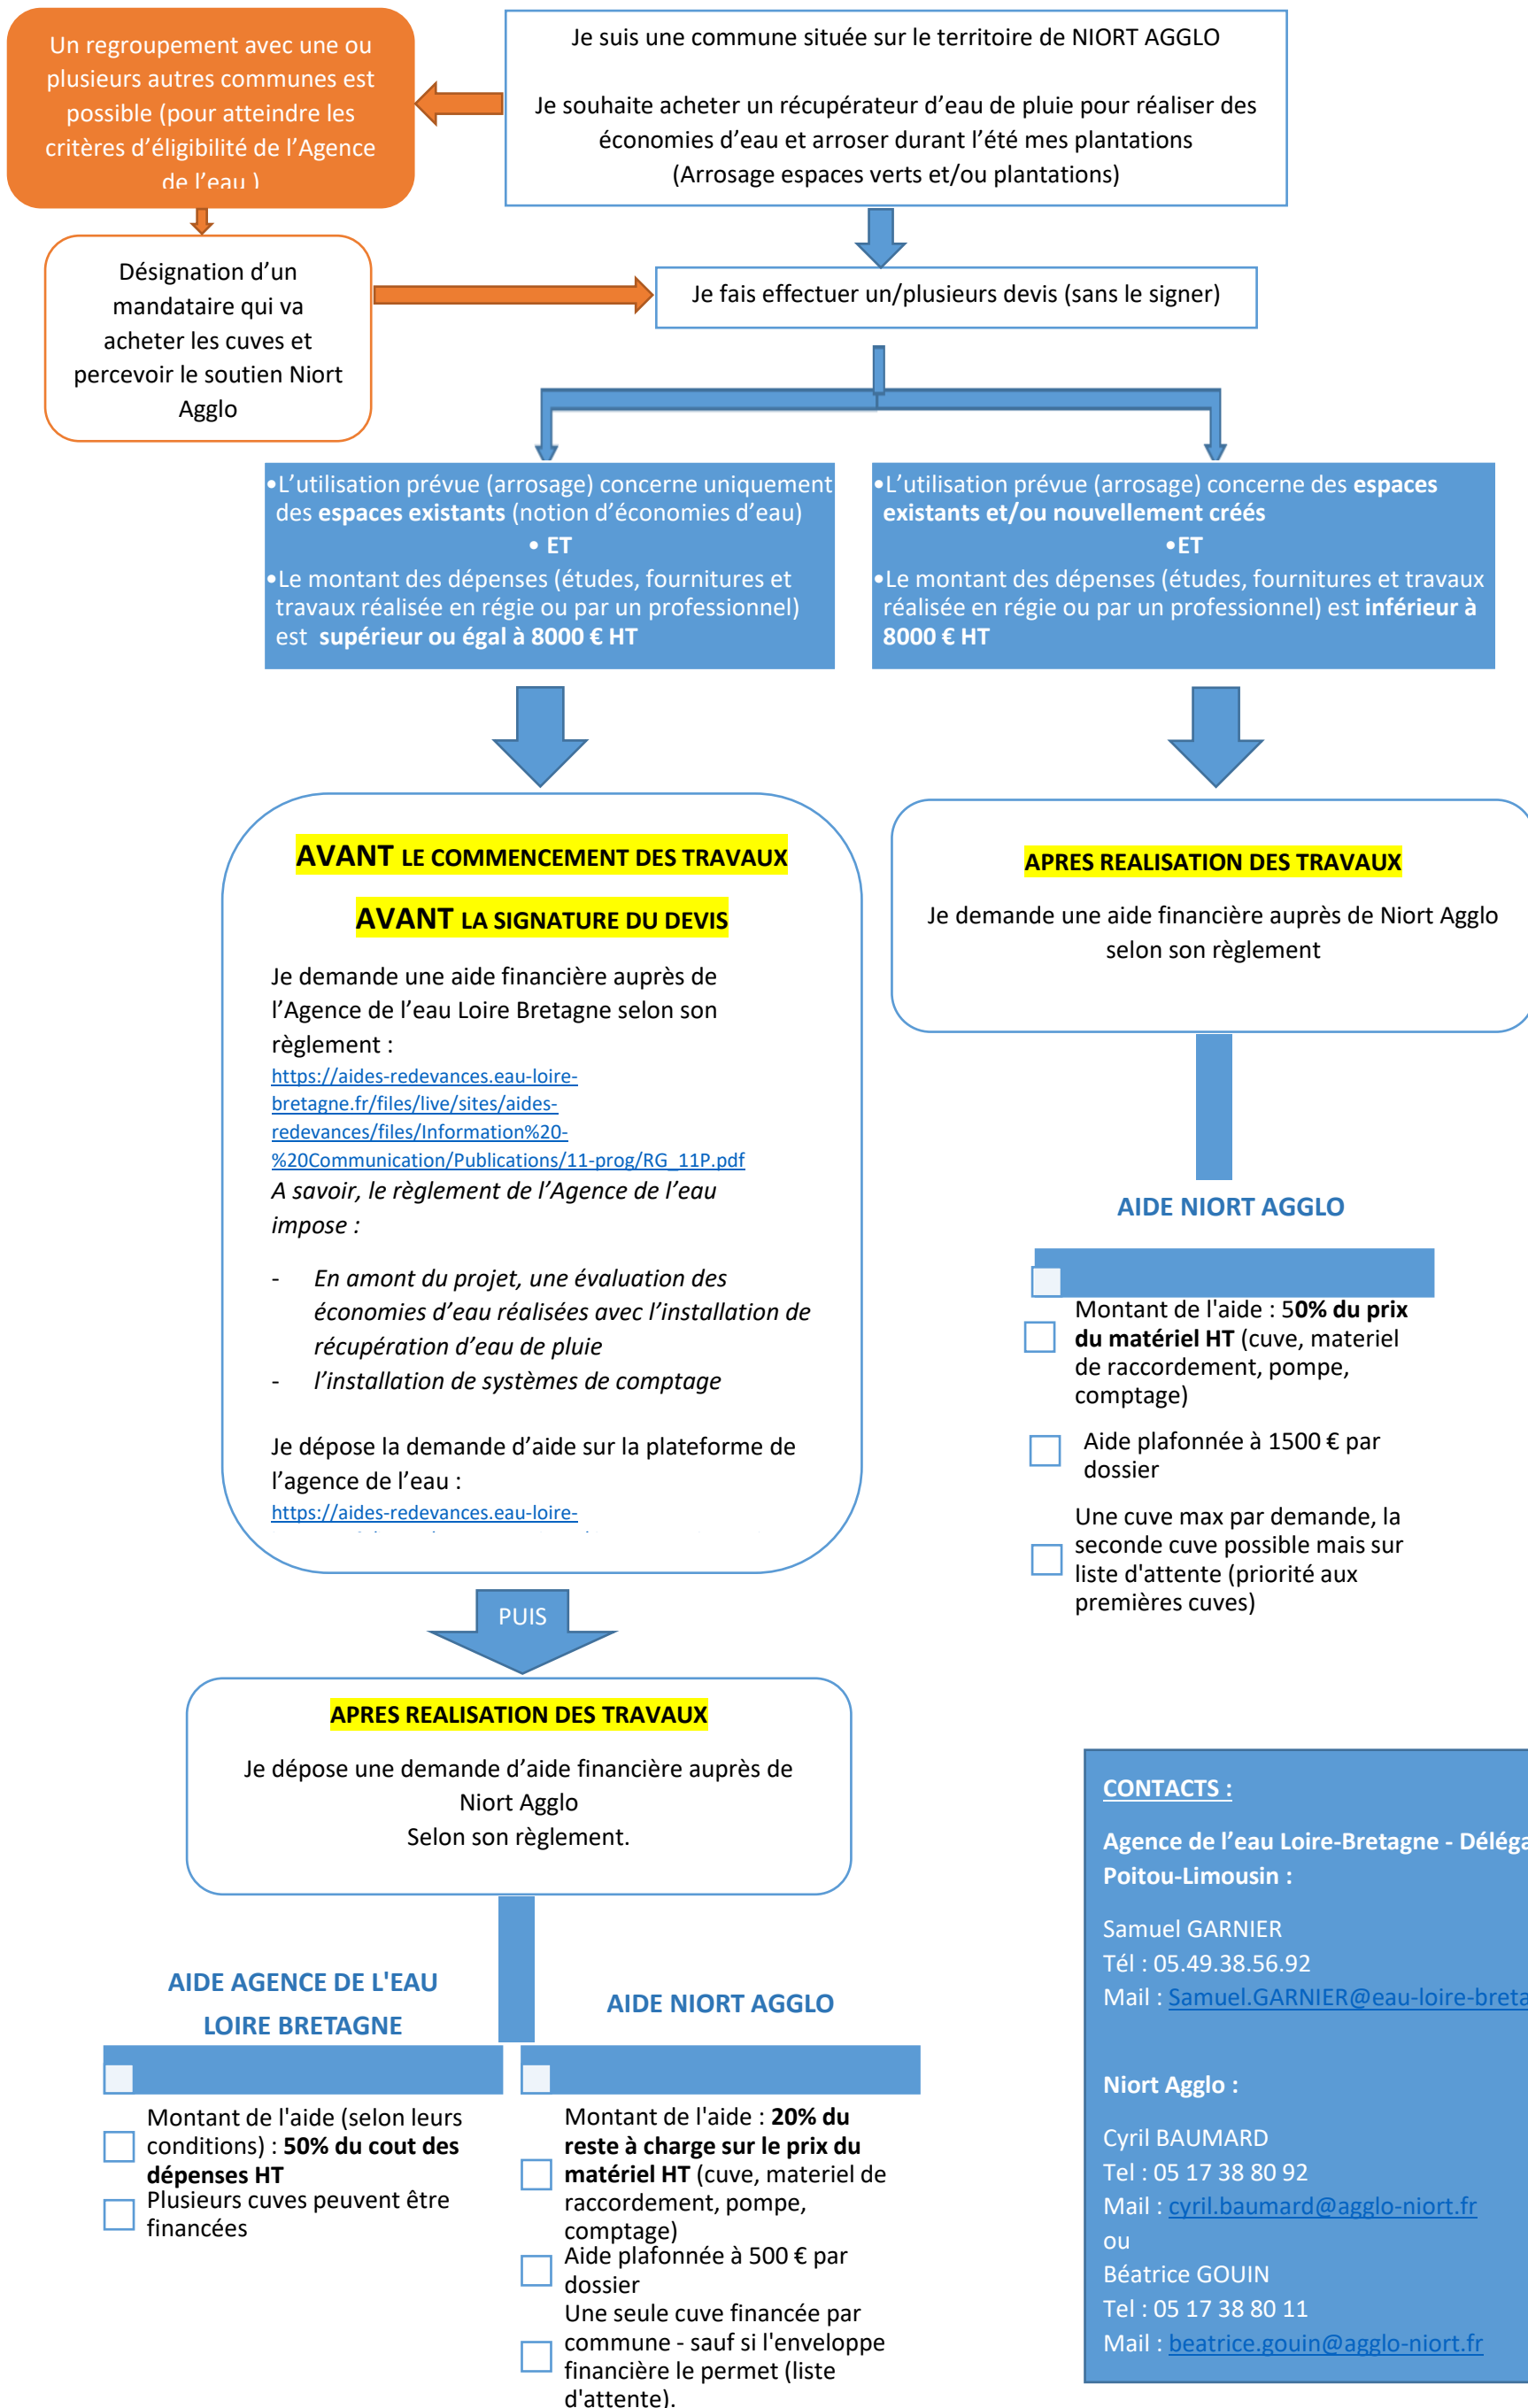 Un regroupement avec une ou
plusieurs autres communes est
possible (pour atteindre les
critères d'éligibilité de l'Agence
de l'eau )
Je suis une commune située sur le territoire de NIORT AGGLO
Je souhaite acheter un récupérateur d'eau de pluie pour réaliser des
économies d'eau et arroser durant l'été mes plantations
(Arrosage espaces verts et/ou plantations)
Désignation d'un
mandataire qui va
acheter les cuves et
percevoir le soutien Niort
Agglo
Je fais effectuer un/plusieurs devis (sans le signer)
•L'utilisation prévue (arrosage) concerne uniquement
des espaces existants (notion d'économies d'eau)
• ET
•Le montant des dépenses (études, fournitures et
travaux réalisée en régie ou par un professionnel)
est supérieur ou égal à 8000 € HT
•L'utilisation prévue (arrosage) concerne des espaces
existants et/ou nouvellement créés
•ET
•Le montant des dépenses (études, fournitures et travaux
réalisée en régie ou par un professionnel) est inférieur à
8000 € HT
AVANT LE COMMENCEMENT DES TRAVAUX
AVANT LA SIGNATURE DU DEVIS
Je demande une aide financière auprès de
l'Agence de l'eau Loire Bretagne selon son
règlement :
https://aides-redevances.eau-loire-
bretagne.fr/files/live/sites/aides-
redevances/files/Information%20-
%20Communication/Publications/11-prog/RG_11P.pdf
A savoir, le règlement de l'Agence de l'eau
impose :
- En amont du projet, une évaluation des
économies d'eau réalisées avec l'installation de
récupération d'eau de pluie
- l'installation de systèmes de comptage
Je dépose la demande d'aide sur la plateforme de
l'agence de l'eau :
https://aides-redevances.eau-loire-
APRES REALISATION DES TRAVAUX
Je demande une aide financière auprès de Niort Agglo
selon son règlement
AIDE NIORT AGGLO
Montant de l'aide : 50% du prix
du matériel HT (cuve, materiel
de raccordement, pompe,
comptage)
Aide plafonnée à 1500 € par
dossier
Une cuve max par demande, la
seconde cuve possible mais sur
liste d'attente (priorité aux
premières cuves)
PUIS
APRES REALISATION DES TRAVAUX
Je dépose une demande d'aide financière auprès de
Niort Agglo
Selon son règlement.
AIDE AGENCE DE L'EAU
LOIRE BRETAGNE
Montant de l'aide (selon leurs
conditions) : 50% du cout des
dépenses HT
Plusieurs cuves peuvent être
financées
AIDE NIORT AGGLO
Montant de l'aide : 20% du
reste à charge sur le prix du
matériel HT (cuve, materiel de
raccordement, pompe,
comptage)
Aide plafonnée à 500 € par
dossier
Une seule cuve financée par
commune - sauf si l'enveloppe
financière le permet (liste
d'attente).
CONTACTS :
Agence de l'eau Loire-Bretagne - Déléga
Poitou-Limousin :
Samuel GARNIER
Tél : 05.49.38.56.92
Mail : Samuel.GARNIER@eau-loire-breta
Niort Agglo :
Cyril BAUMARD
Tel : 05 17 38 80 92
Mail : cyril.baumard@agglo-niort.fr
ou
Béatrice GOUIN
Tel : 05 17 38 80 11
Mail : beatrice.gouin@agglo-niort.fr